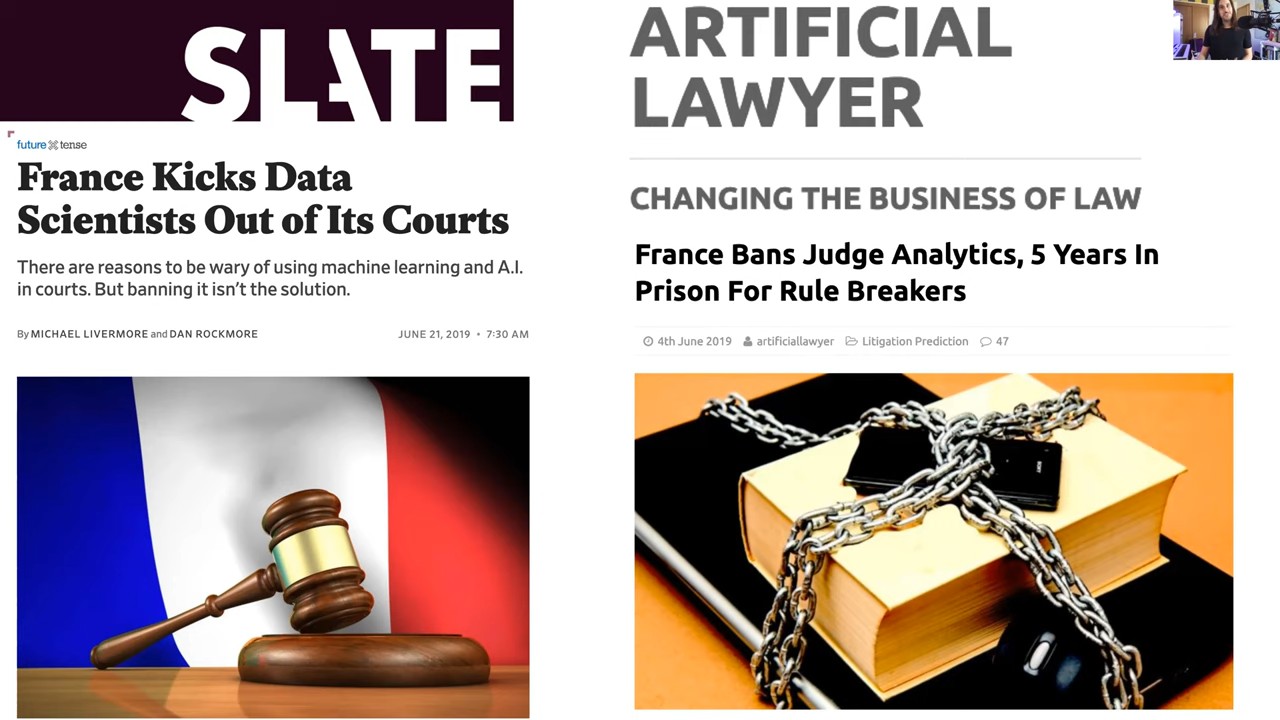 SLATE
future tense
France Kicks Data
Scientists Out of Its Courts
There are reasons to be wary of using machine learning and A.I.
in courts. But banning it isn't the solution.
By MICHAEL LIVERMORE and DAN ROCKMORE
JUNE 21, 2019 • 7:30 AM
ARTIFICIAL
LAWYER
CHANGING THE BUSINESS OF LAW
France Bans Judge Analytics, 5 Years In
Prison For Rule Breakers
4th June 2019 artificiallawyer Litigation Prediction 47